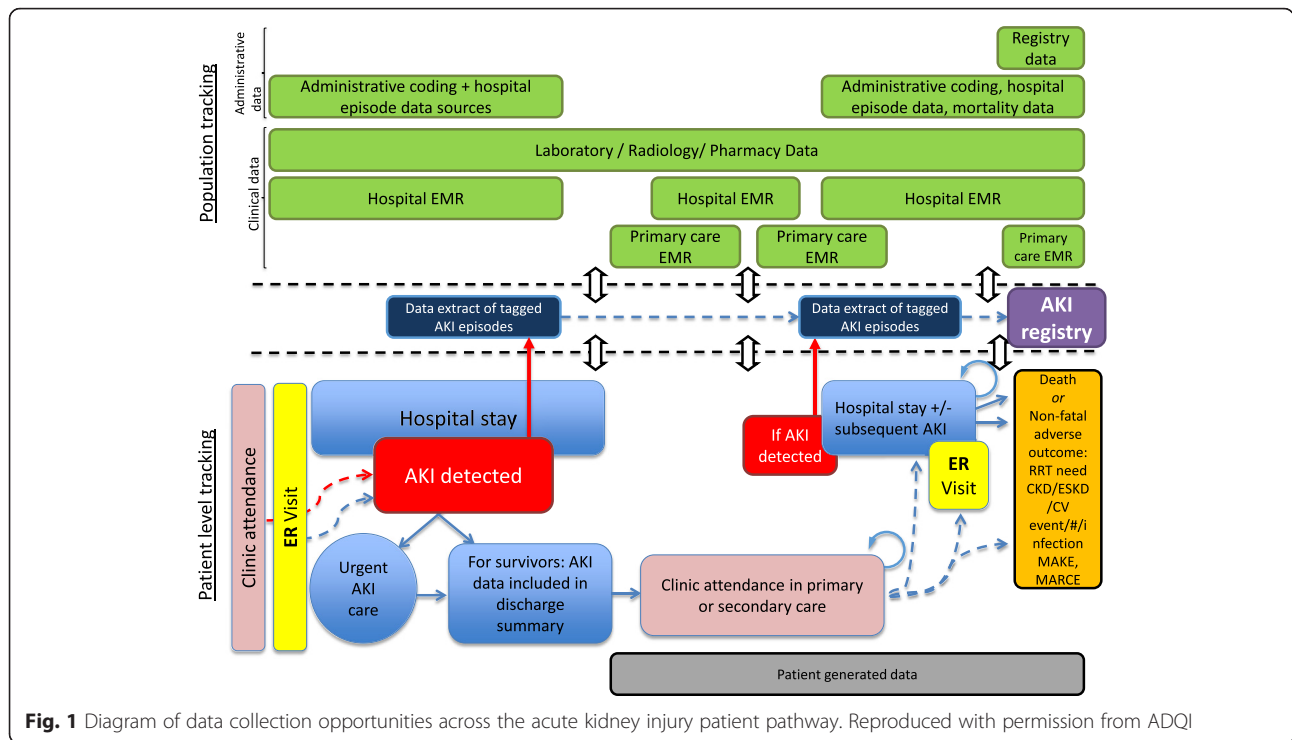 Population tracking
Administrative
data
Registry
data
Administrative coding + hospital
episode data sources
Administrative coding, hospital
episode data, mortality data
Clinical data
Laboratory / Radiology/ Pharmacy Data
Hospital EMR
Hospital EMR
Hospital EMR
Primary care
EMR
Primary care
EMR
Primary
care EMR
Data extract of tagged
AKI episodes
Data extract of tagged
AKI episodes
AKI
registry
Patient level tracking
Clinic attendance
ER Visit
Hospital stay
AKI detected
If AKI
detected
Hospital stay +/-
subsequent AKI
ER
Visit
Death
or
Non-fatal
adverse
outcome:
RRT need
CKD/ESKD
/CV
event/#/i
nfection
MAKE,
MARCE
Urgent
AKI
care
For survivors: AKI
data included in
discharge
summary
Clinic attendance in primary
or secondary care
Patient generated data
Fig. 1 Diagram of data collection opportunities across the acute kidney injury patient pathway. Reproduced with permission from ADQI